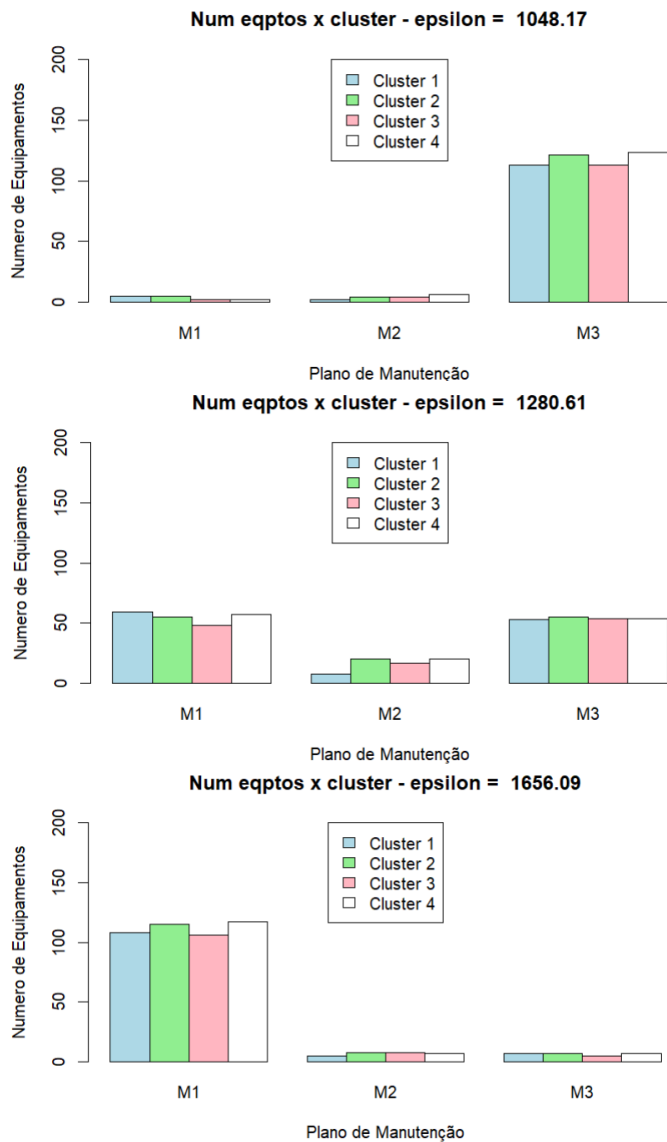 Num eqptos x cluster - epsilon = 1048.17
Numero de Equipamentos
200
150
100
50
0
Cluster 1
Cluster 2
Cluster 3
Cluster 4
M1 M2 M3
Plano de Manutenção
Num eqptos x cluster - epsilon = 1280.61
Numero de Equipamentos
200
150
100
50
0
Cluster 1
Cluster 2
Cluster 3
Cluster 4
M1 M2 M3
Plano de Manutenção
Num eqptos x cluster - epsilon = 1656.09
Numero de Equipamentos
200
150
100
50
0
Cluster 1
Cluster 2
Cluster 3
Cluster 4
M1 M2 M3
Plano de Manutenção